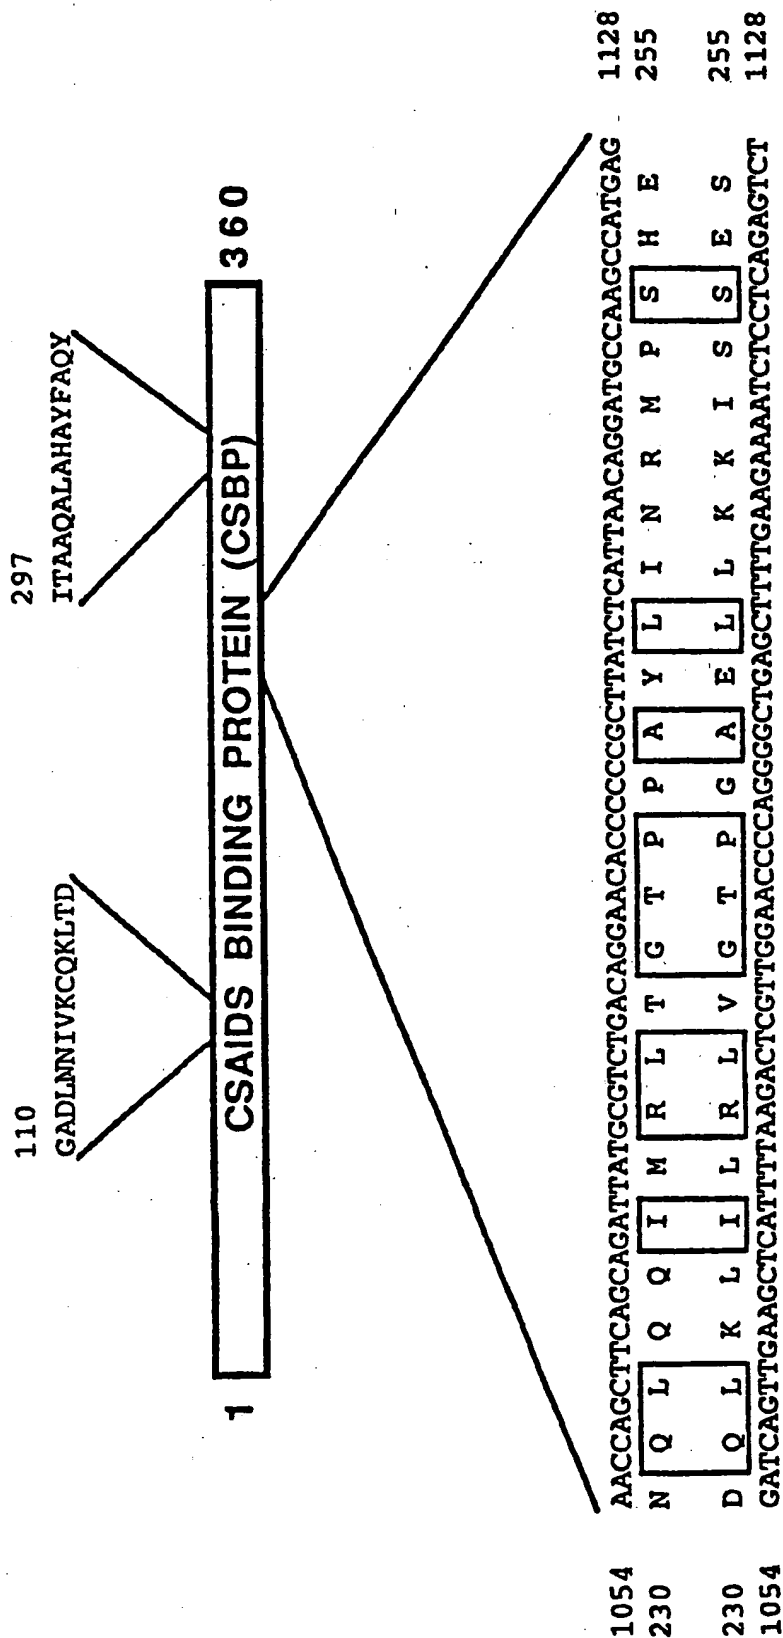 110
GADLNNIVKCQKLTD
297
ITAAQALAHAYFAQY
1 CSAIDS BINDING PROTEIN (CSBP) 360
1054 AACCAGCTTCAGCAGATTATGCGTCTGACAGGAACACCCCCCGCTTATCTCATTAACAGGATGCCAAGCCATGAG 1128
230 N Q L Q Q I M R L T G T P P A Y L I N R M P S H E 255
230 D Q L K L I L R L V G T P G A E L L K K I S S E S 255
1054 GATCAGTTGAAGCTCATTTTAAGACTCGTTGGAACCCCAGGGGCTGAGCTTTTGAAGAAAATCTCCTCAGAGTCT 1128